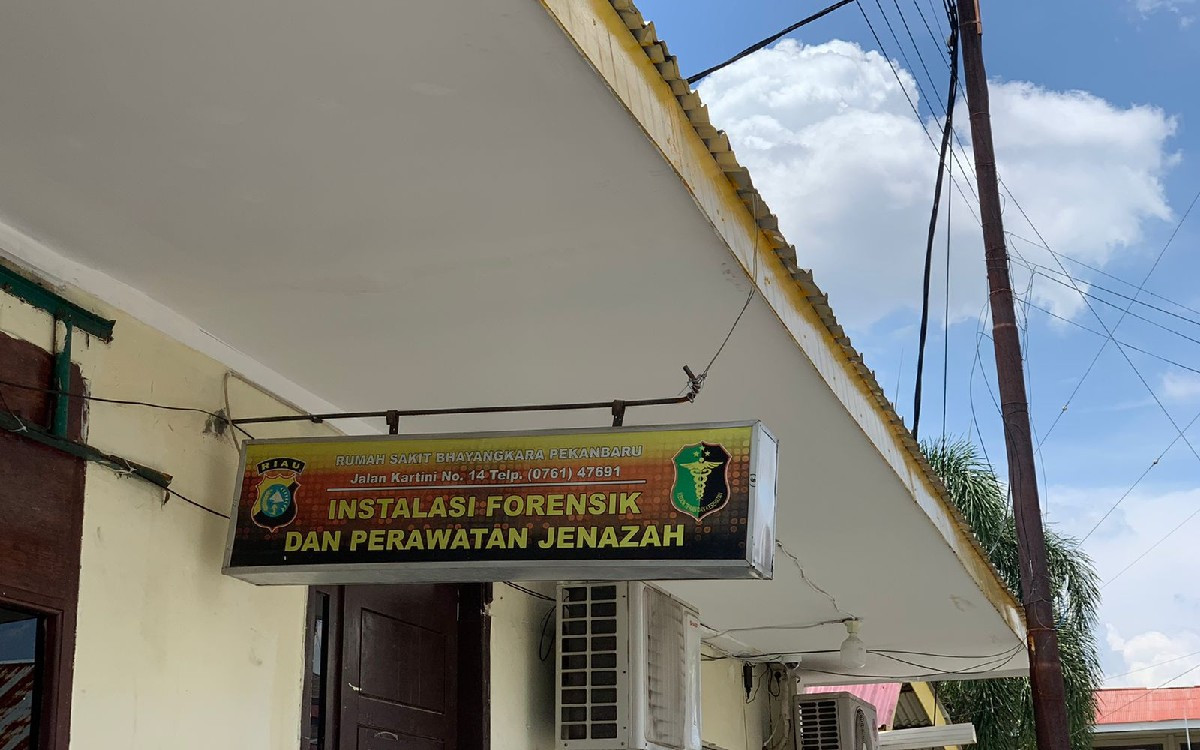 RUMAH SAKIT BHAYANGKARA PEKANBARU
Jalan Kartini No. 14 Telp. (0761) 47691
RIAU
INSTALASI FORENSIK
DAN PERAWATAN JENAZAH